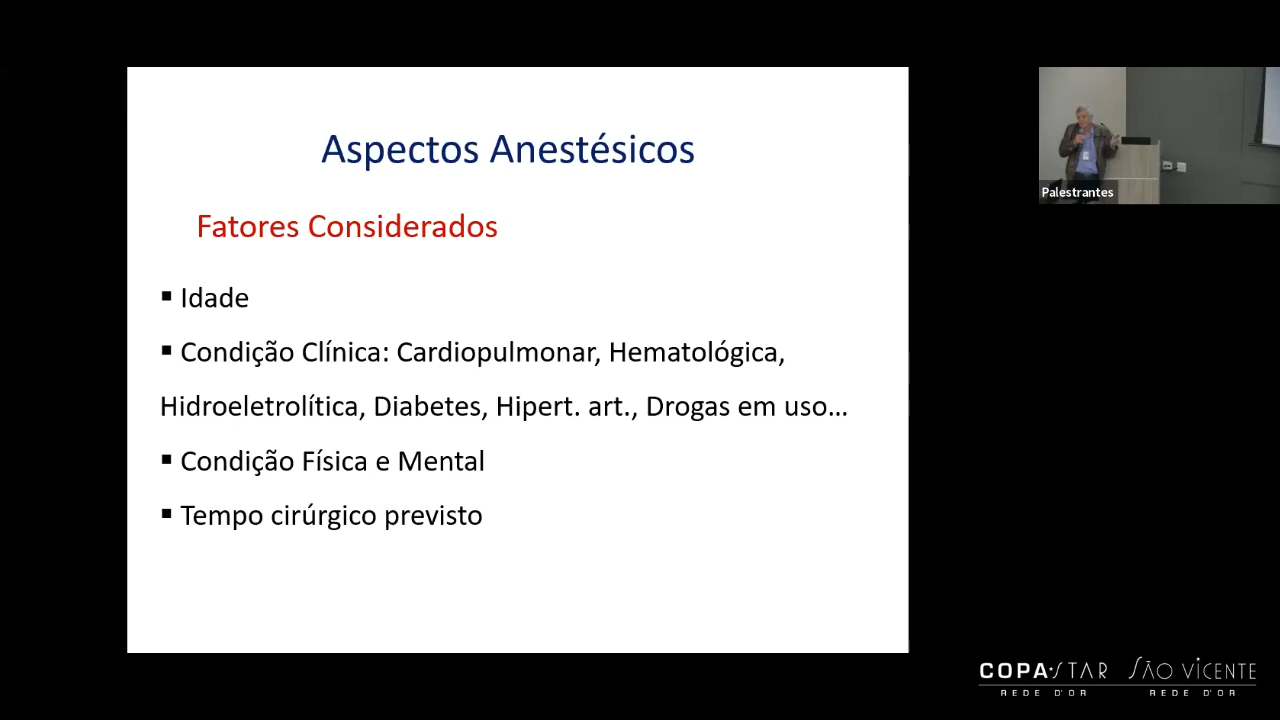 Aspectos Anestésicos
Fatores Considerados
▪ Idade
▪ Condição Clínica: Cardiopulmonar, Hematológica,
Hidroeletrolítica, Diabetes, Hipert. art., Drogas em uso...
▪ Condição Física e Mental
▪ Tempo cirúrgico previsto
Palestrantes
COPA STAR SÃO VICENTE
REDE D'OR REDE D'OR